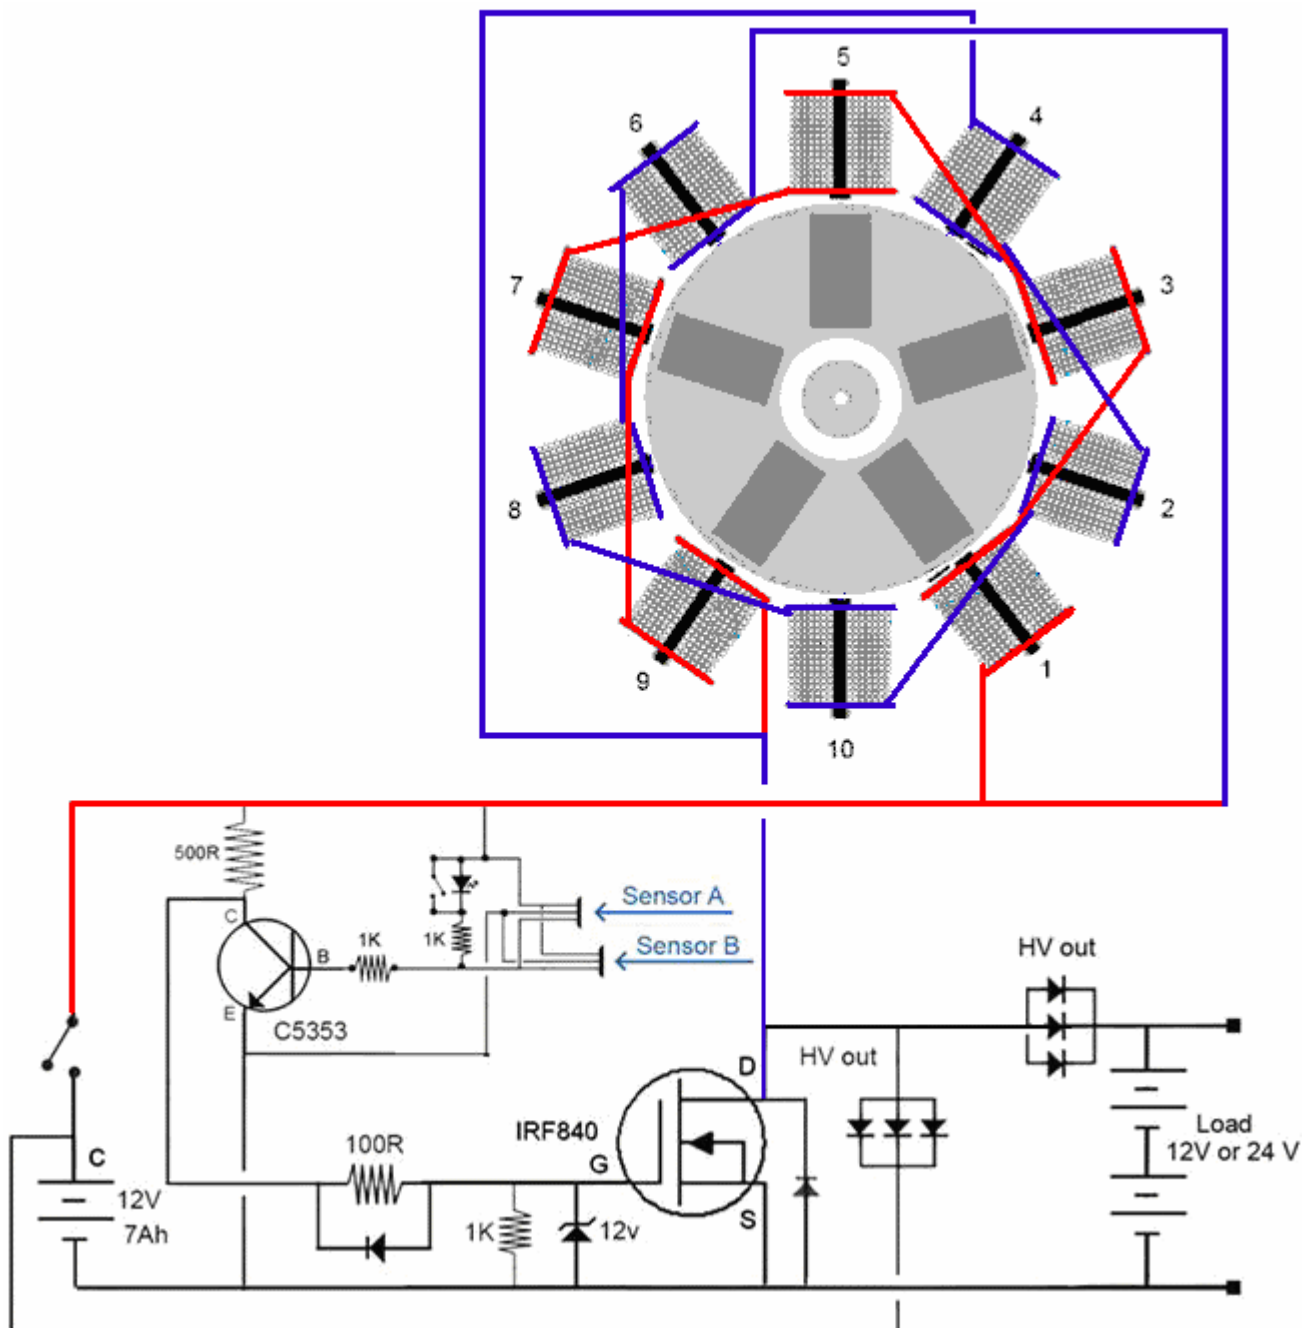 5
6
4
7
3
8
2
9
1
10
500R
C
Sensor A
1K
1K
B
Sensor B
HV out
E
C5353
HV out
D
IRF840
100R
Load
12V or 24 V
C
G
12V
7Ah
1K
12v
S